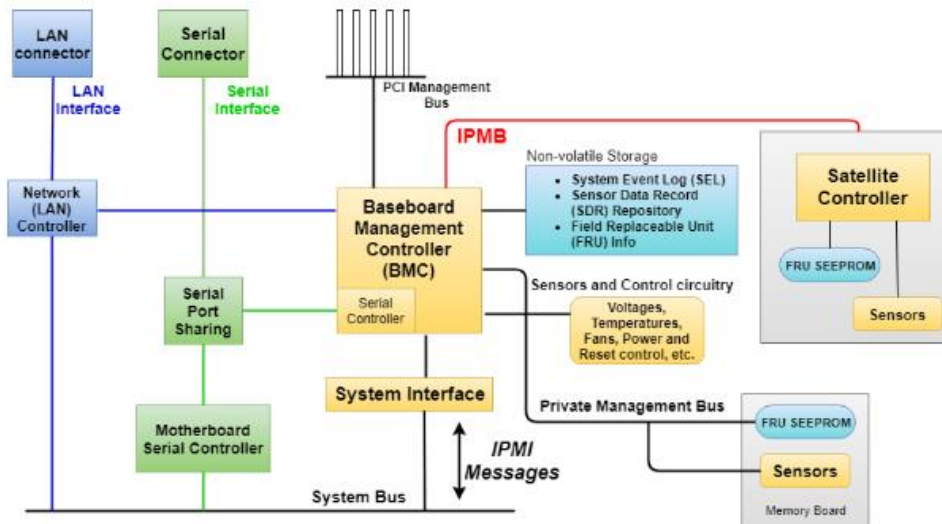 LAN
connector
Serial
Connector
LAN
Interface
Serial
Interface
PCI Management
Bus
IPMB
Non-volatile Storage
• System Event Log (SEL)
• Sensor Data Record
(SDR) Repository
• Field Replaceable Unit
(FRU) Info
Satellite
Controller
FRU SEEPROM
Sensors
Network
(LAN)
Controller
Baseboard
Management
Controller
(BMC)
Serial
Controller
Serial
Port
Sharing
Sensors and Control circuitry
Voltages,
Temperatures,
Fans, Power and
Reset control, etc.
System Interface
Private Management Bus
FRU SEEPROM
Sensors
Memory Board
Motherboard
Serial Controller
IPMI
Messages
System Bus